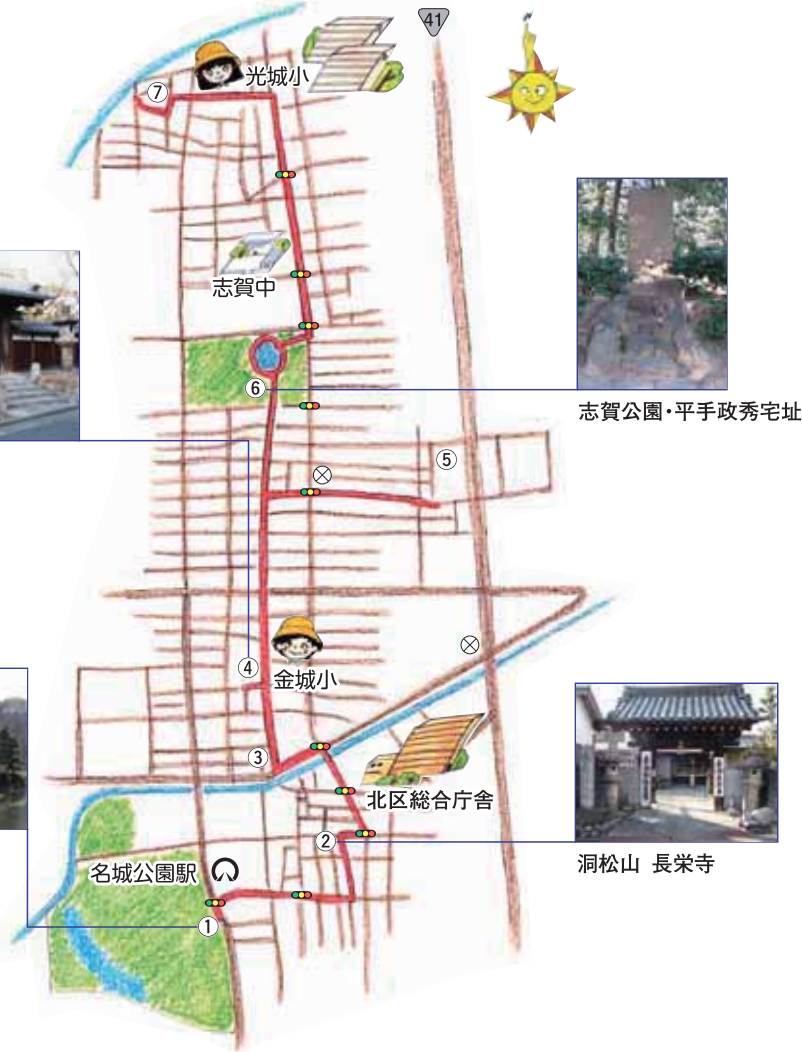 41
⑦
光城小
志賀中
⑥
志賀公園・平手政秀宅址
⑤
④
金城小
③
北区総合庁舎
②
洞松山 長栄寺
名城公園駅
①